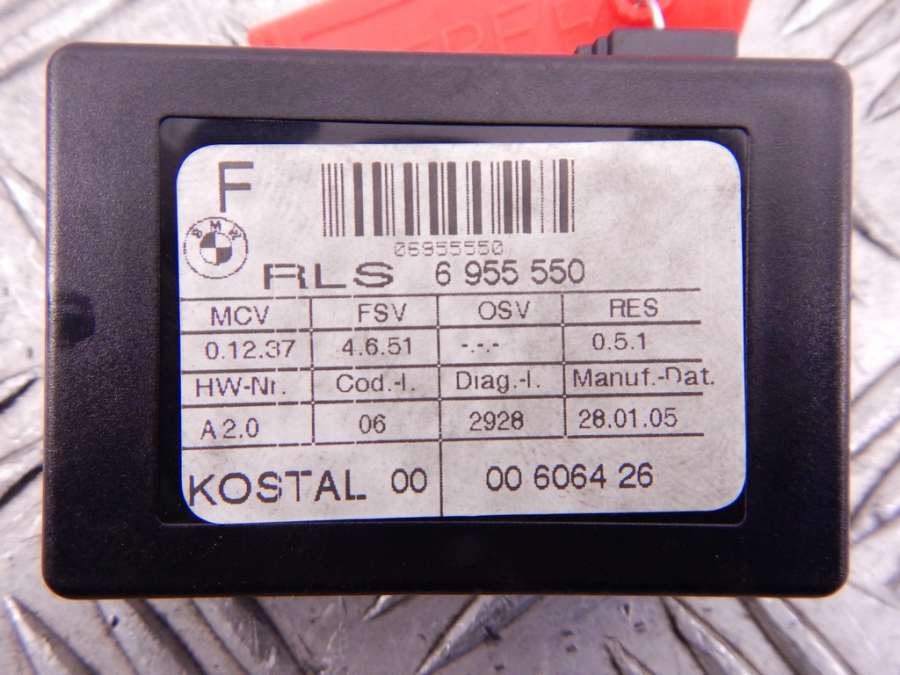 F
06955550
BMW
RLS 6 955 550
MCV FSV OSV RES
0.12.37 4.6.51 -.-.- 0.5.1
HW-Nr. Cod.-I. Diag.-I. Manuf.-Dat.
A 2.0 06 2928 28.01.05
KOSTAL 00 00 6064 26